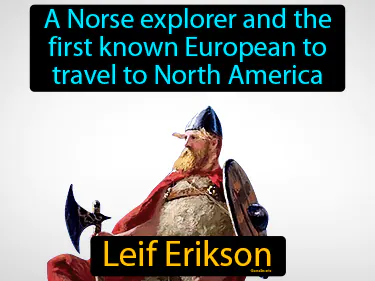 A Norse explorer and the
first known European to
travel to North America
Leif Erikson